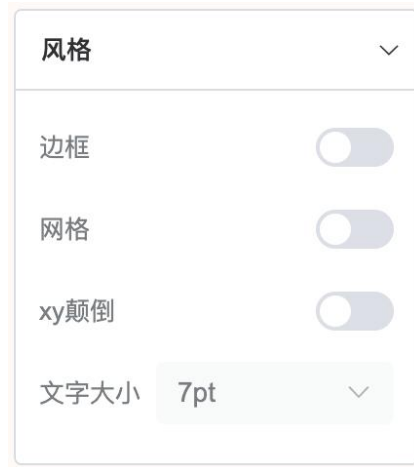 风格
边框
网格
xy颠倒
文字大小 7pt